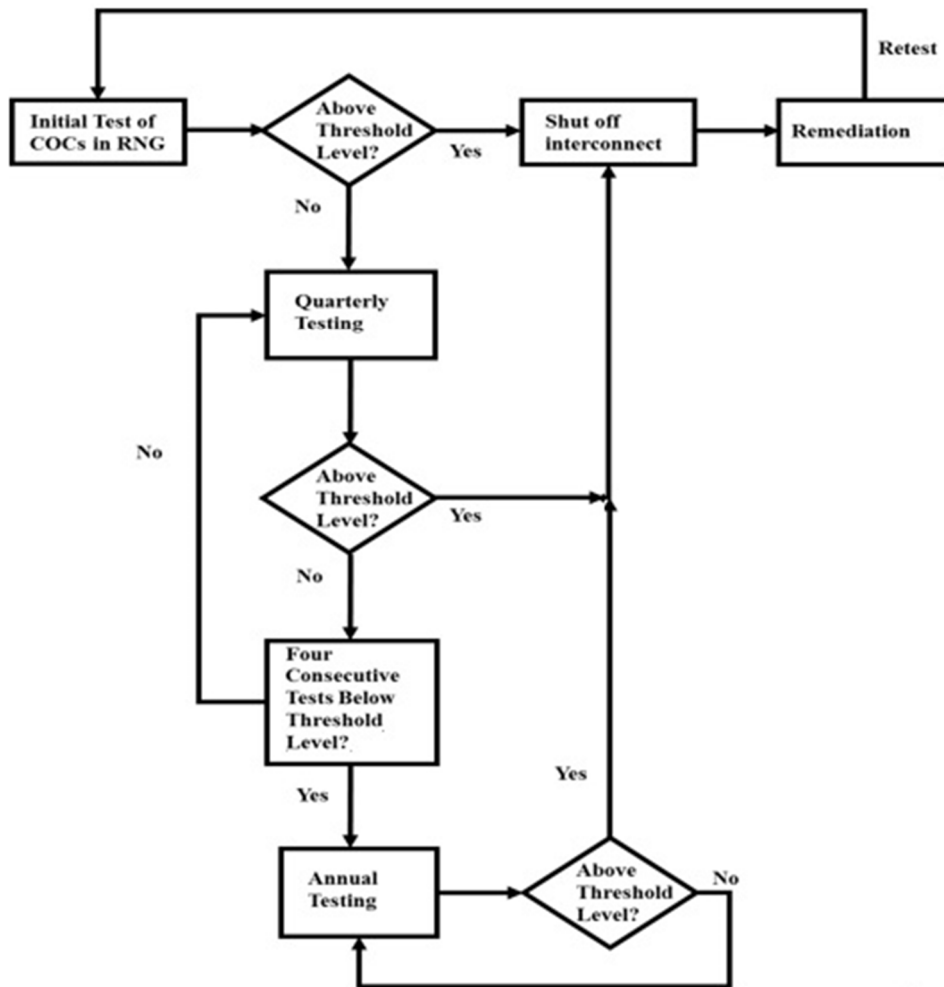 Retest
Initial Test of
COCs in RNG
Above
Threshold
Level?
Yes
Shut off
interconnect
Remediation
No
Quarterly
Testing
No
Above
Threshold
Level?
Yes
No
Four
Consecutive
Tests Below
Threshold
Level?
Yes
Yes
Annual
Testing
Above
Threshold
Level?
No